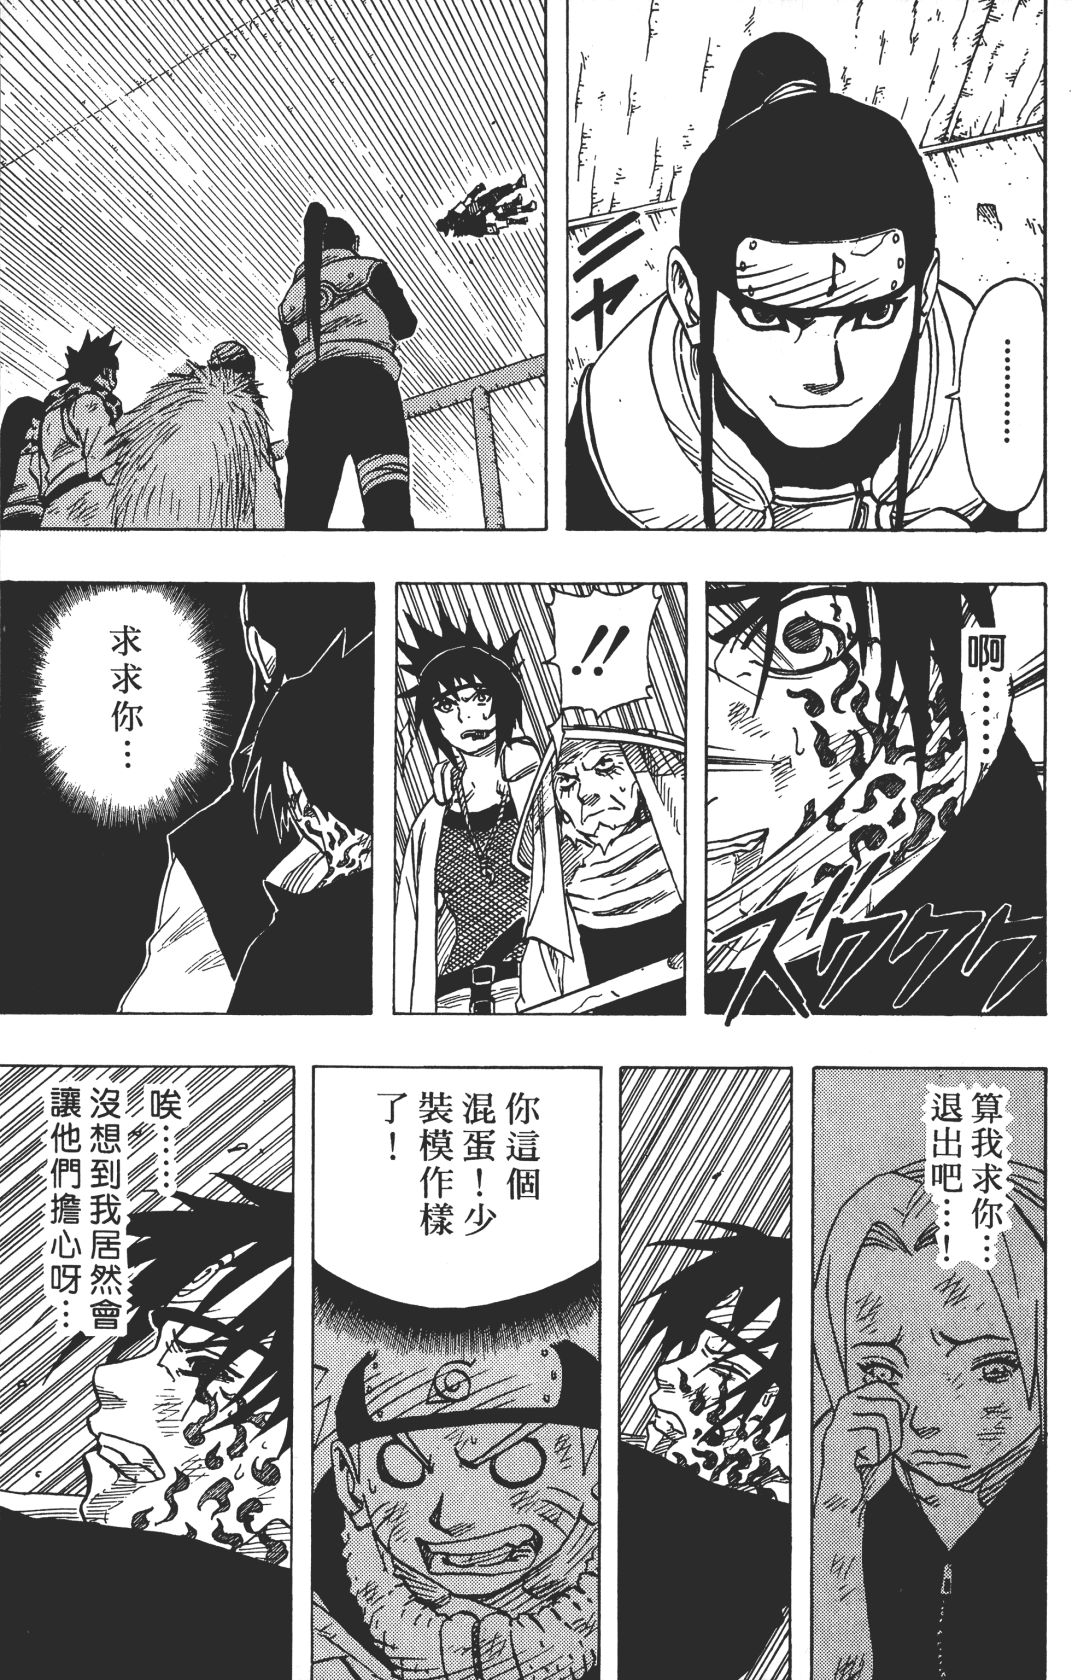 …………
ニヤ
啊………
ズククク
!!
求求你…
算我求你…
退出吧…！
你這個
混蛋！少
裝模作樣
了！
唉……
沒想到我居然會
讓他們擔心呀…